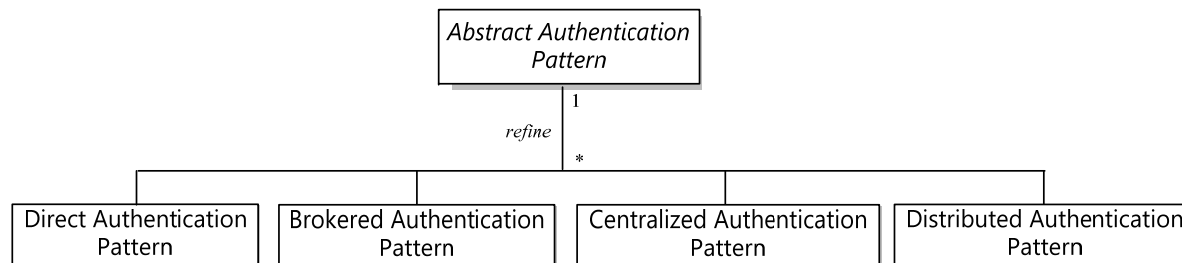 Abstract Authentication
Pattern
1
refine
*
Direct Authentication
Pattern
Brokered Authentication
Pattern
Centralized Authentication
Pattern
Distributed Authentication
Pattern